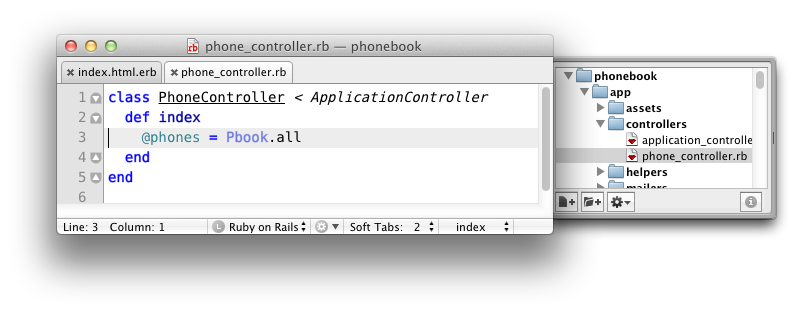 phone_controller.rb — phonebook
index.html.erb
phone_controller.rb
1 class PhoneController < ApplicationController
2   def index
3     @phones = Pbook.all
4   end
5 end
6
Line: 3 Column: 1
Ruby on Rails
Soft Tabs: 2
index
phonebook
app
assets
controllers
application_controlle
phone_controller.rb
helpers
mailers